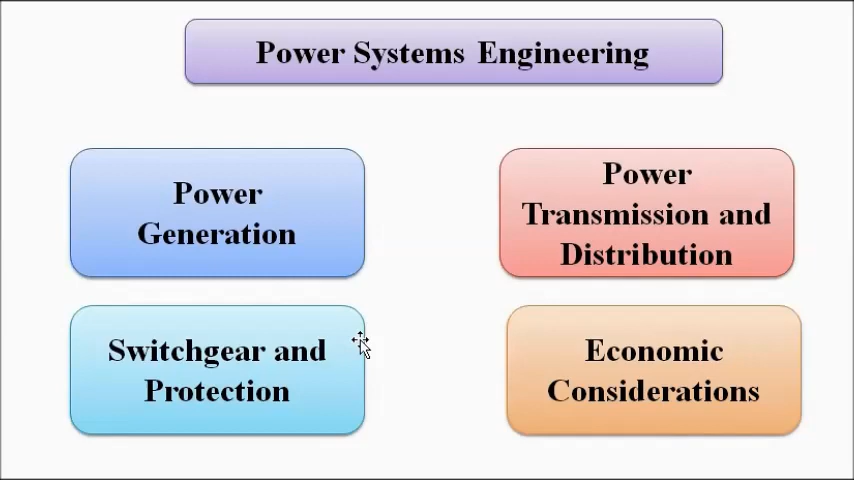 Power Systems Engineering
Power
Generation
Power
Transmission and
Distribution
Switchgear and
Protection
Economic
Considerations